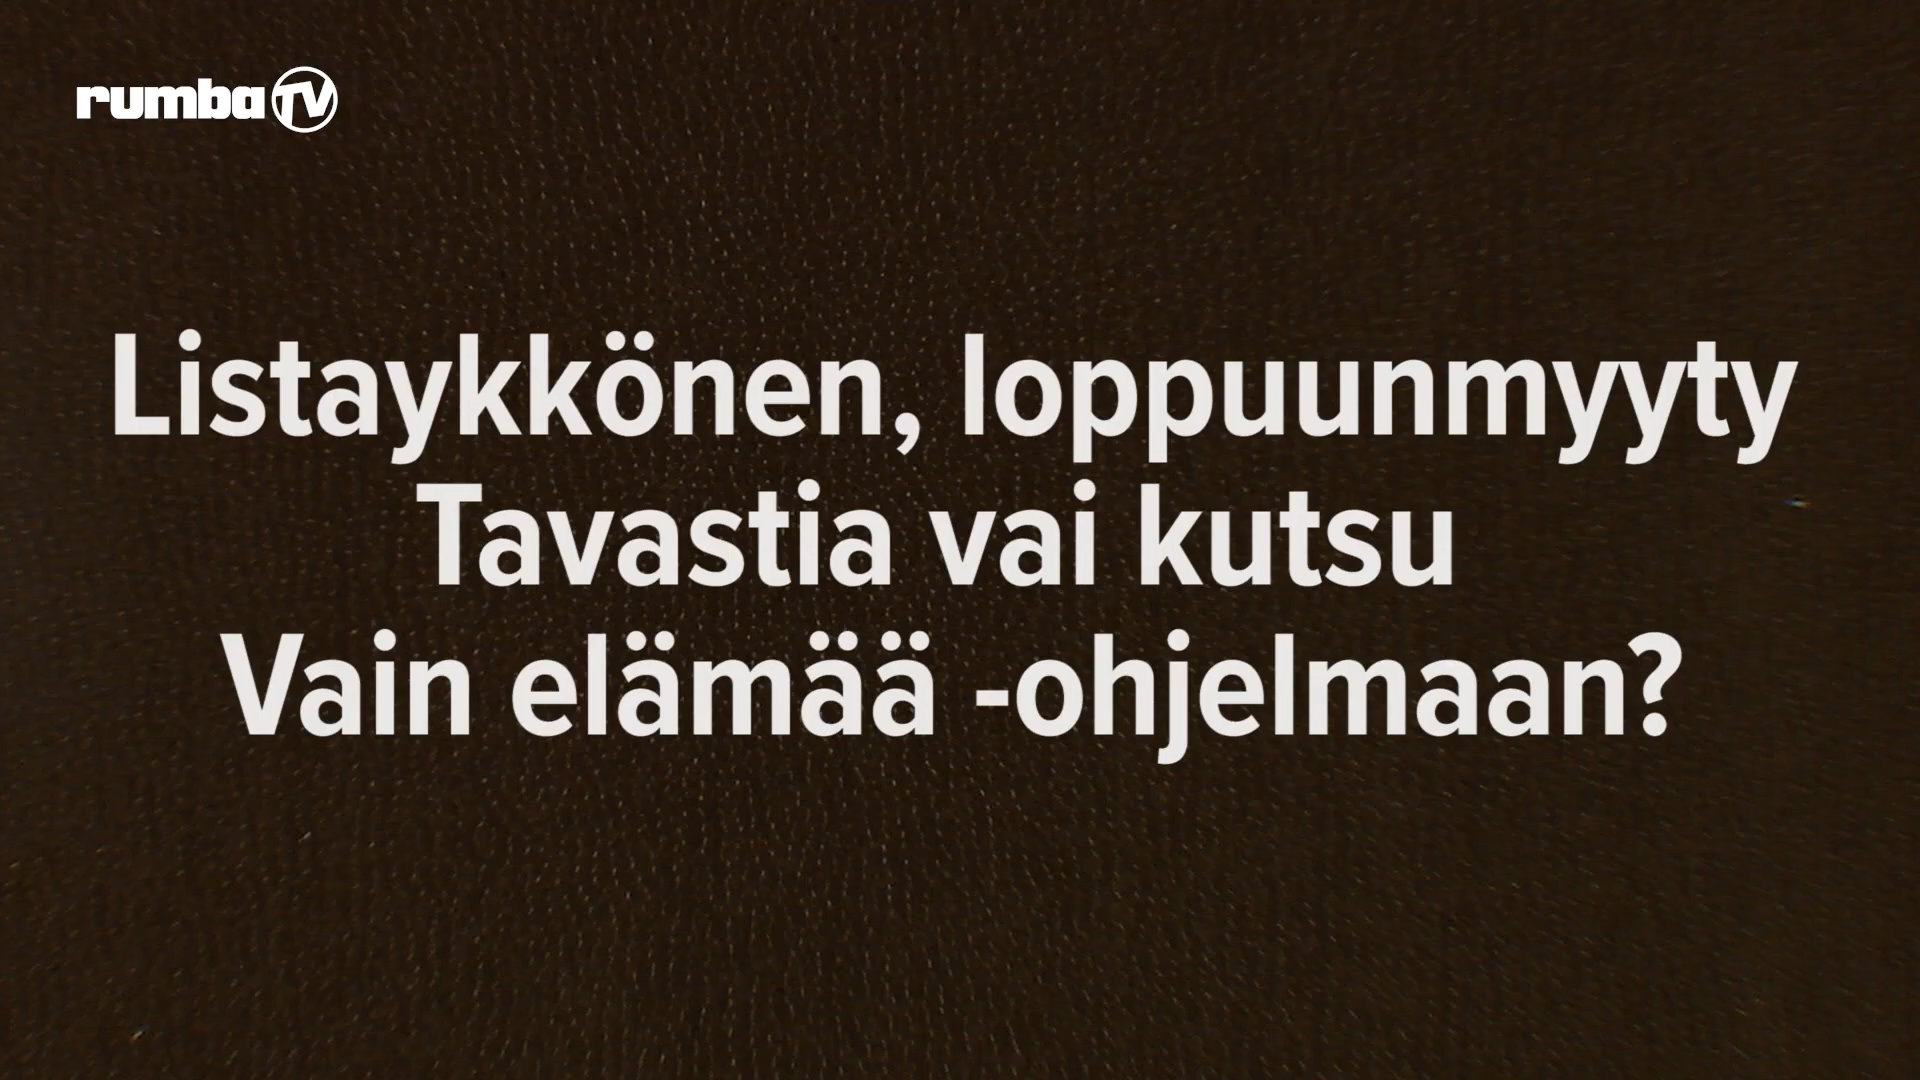 rumba TV
Listaykkönen, loppuunmyyty
Tavastia vai kutsu
Vain elämää -ohjelmaan?